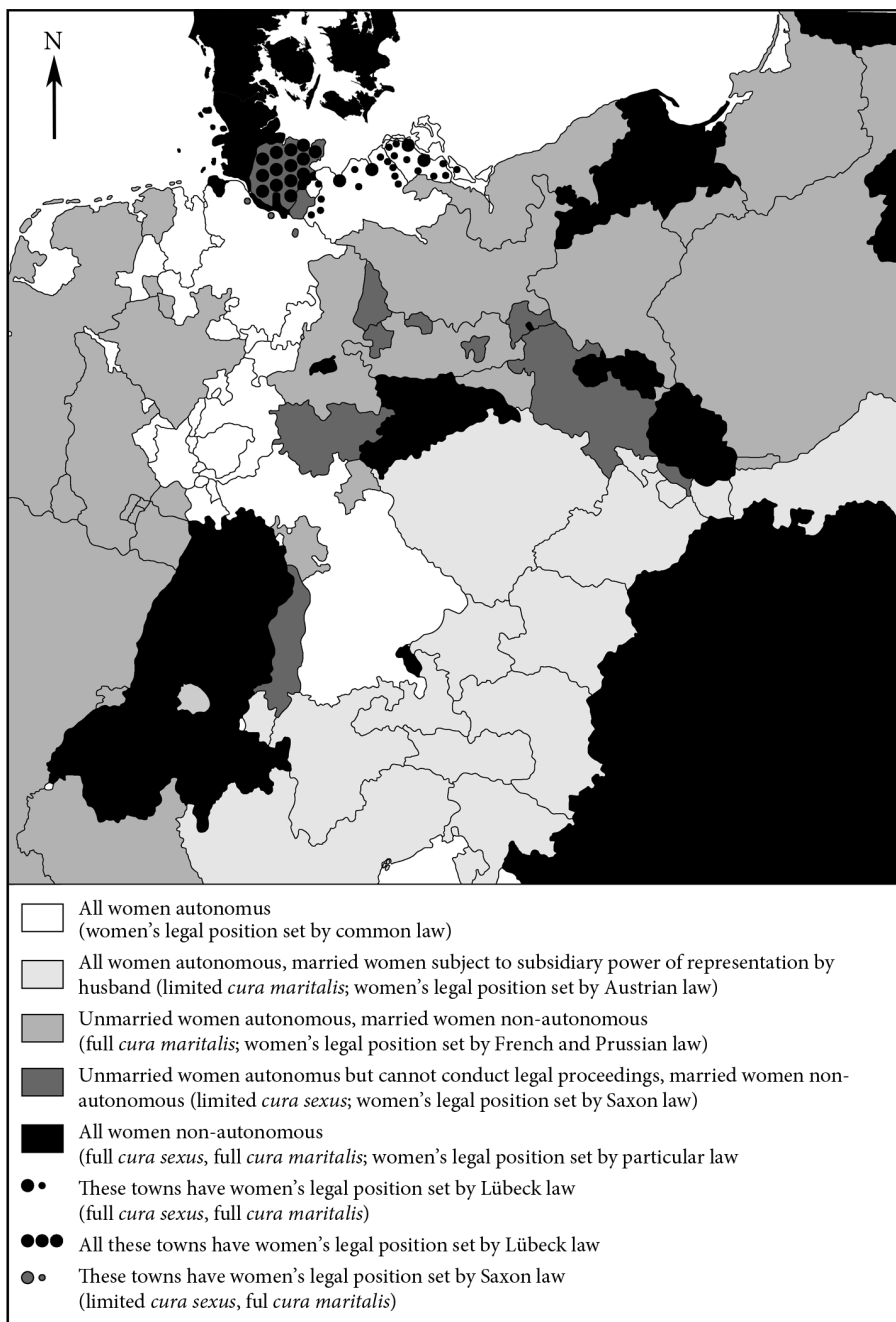 N
All women autonomus
(women’s legal position set by common law)
All women autonomous, married women subject to subsidiary power of representation by
husband (limited cura maritalis; women’s legal position set by Austrian law)
Unmarried women autonomous, married women non-autonomous
(full cura maritalis; women’s legal position set by French and Prussian law)
Unmarried women autonomus but cannot conduct legal proceedings, married women non-
autonomous (limited cura sexus; women’s legal position set by Saxon law)
All women non-autonomous
(full cura sexus, full cura maritalis; women’s legal position set by particular law
These towns have women’s legal position set by Lübeck law
(full cura sexus, full cura maritalis)
All these towns have women’s legal position set by Lübeck law
These towns have women’s legal position set by Saxon law
(limited cura sexus, ful cura maritalis)